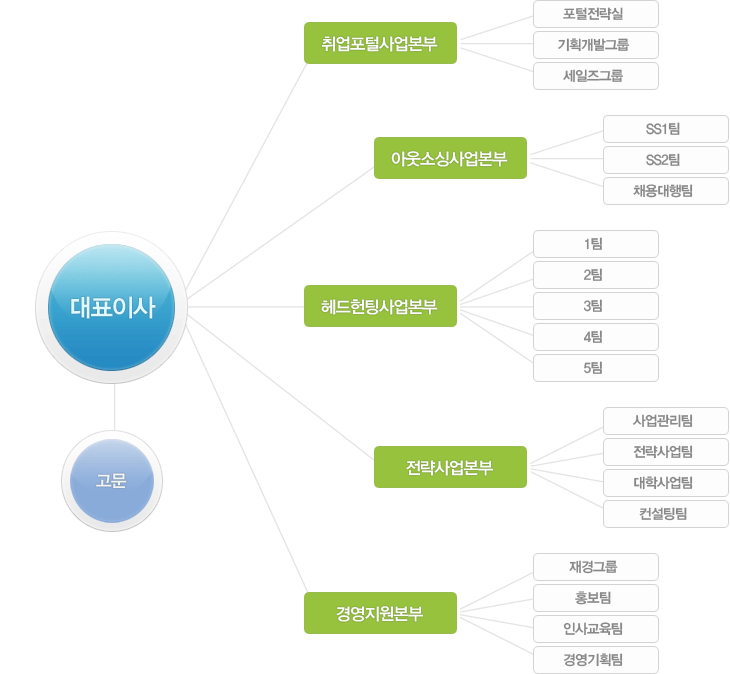 대표이사
고문
취업포털사업본부
포털전략실
기획개발그룹
세일즈그룹
아웃소싱사업본부
SS1팀
SS2팀
채용대행팀
헤드헌팅사업본부
1팀
2팀
3팀
4팀
5팀
전략사업본부
사업관리팀
전략사업팀
대학사업팀
컨설팅팀
경영지원본부
재경그룹
홍보팀
인사교육팀
경영기획팀